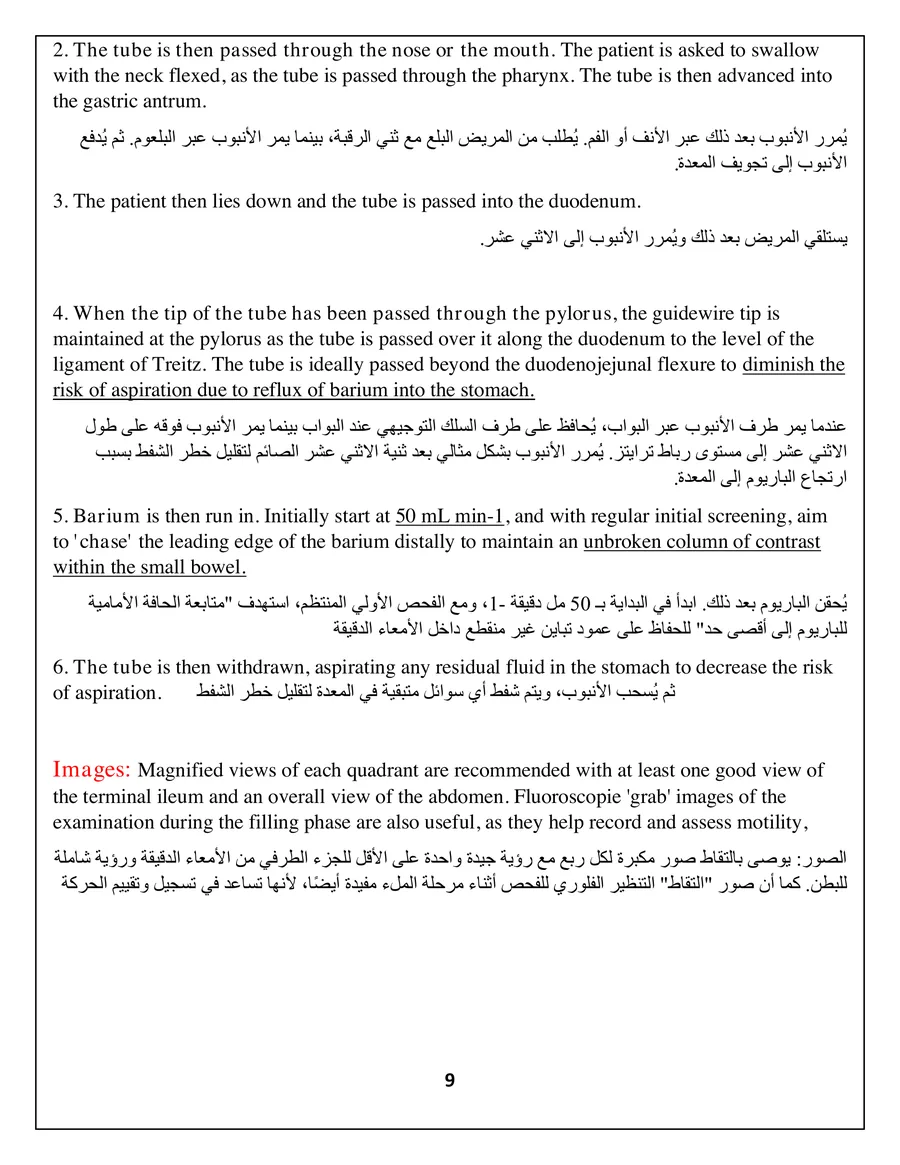 2. The tube is then passed through the nose or the mouth. The patient is asked to swallow
with the neck flexed, as the tube is passed through the pharynx. The tube is then advanced into
the gastric antrum.
يُمرر الأنبوب بعد ذلك عبر الأنف أو الفم. يُطلب من المريض البلع مع ثني الرقبة، بينما يمر الأنبوب عبر البلعوم. ثم يُدفع
الأنبوب إلى تجويف المعدة.
3. The patient then lies down and the tube is passed into the duodenum.
يستلقي المريض بعد ذلك ويُمرر الأنبوب إلى الاثني عشر.
4. When the tip of the tube has been passed through the pylorus, the guidewire tip is
maintained at the pylorus as the tube is passed over it along the duodenum to the level of the
ligament of Treitz. The tube is ideally passed beyond the duodenojejunal flexure to diminish the
risk of aspiration due to reflux of barium into the stomach.
عندما يمر طرف الأنبوب عبر البواب، يُحافظ على طرف السلك التوجيهي عند البواب بينما يمر الأنبوب فوقه على طول
الاثني عشر إلى مستوى رباط ترايتز. يُمرر الأنبوب بشكل مثالي بعد ثنية الاثني عشر الصائم لتقليل خطر الشفط بسبب
ارتجاع الباريوم إلى المعدة.
5. Barium is then run in. Initially start at 50 mL min-1, and with regular initial screening, aim
to 'chase' the leading edge of the barium distally to maintain an unbroken column of contrast
within the small bowel.
يُحقن الباريوم بعد ذلك. ابدأ في البداية بـ 50 مل دقيقة -1، ومع الفحص الأولي المنتظم، استهدف "متابعة الحافة الأمامية
للباريوم إلى أقصى حد" للحفاظ على عمود تباين غير منقطع داخل الأمعاء الدقيقة
6. The tube is then withdrawn, aspirating any residual fluid in the stomach to decrease the risk
of aspiration. ثم يُسحب الأنبوب، ويتم شفط أي سوائل متبقية في المعدة لتقليل خطر الشفط
Images: Magnified views of each quadrant are recommended with at least one good view of
the terminal ileum and an overall view of the abdomen. Fluoroscopie 'grab' images of the
examination during the filling phase are also useful, as they help record and assess motility,
الصور: يوصى بالتقاط صور مكبرة لكل ربع مع رؤية جيدة واحدة على الأقل للجزء الطرفي من الأمعاء الدقيقة ورؤية شاملة
للبطن. كما أن صور "التقاط" التنظير الفلوري للفحص أثناء مرحلة الملء مفيدة أيضًا، لأنها تساعد في تسجيل وتقييم الحركة
9